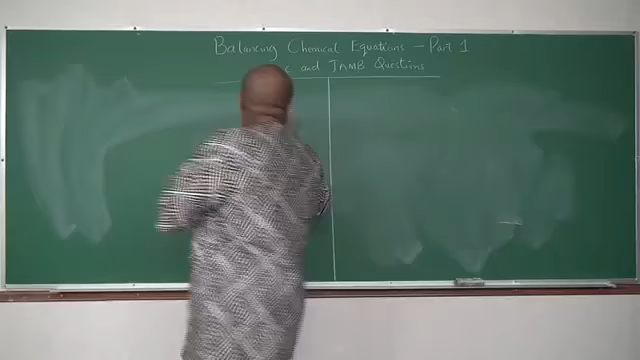 Balancing Chemical Equations - Part 1
and JAMB Questions